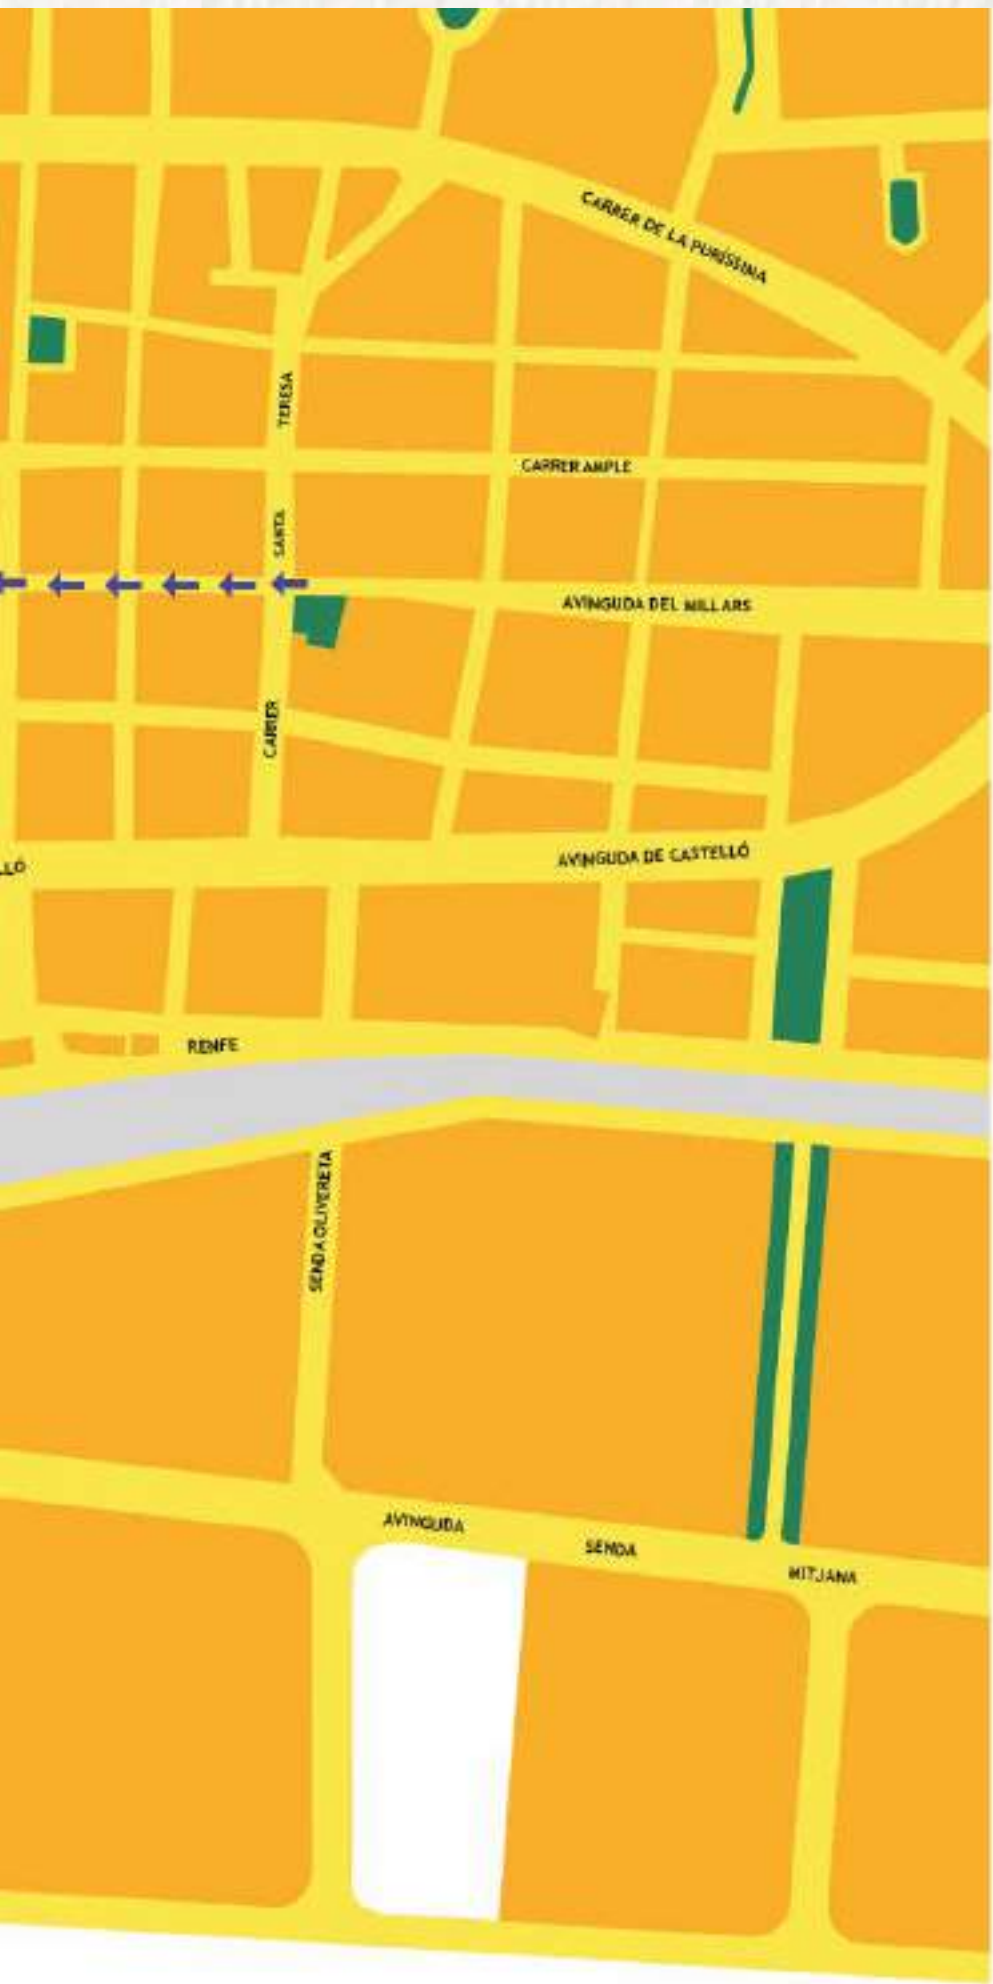 CARRER DE LA PURÍSSIMA
TERESA
CARRER AMPLE
SANTA
AVINGUDA DEL MILLARS
CARRER
AVINGUDA DE CASTELLÓ
LLÓ
RENFE
SENDA OLIVERETA
AVINGUDA
SENDA
MITJANA